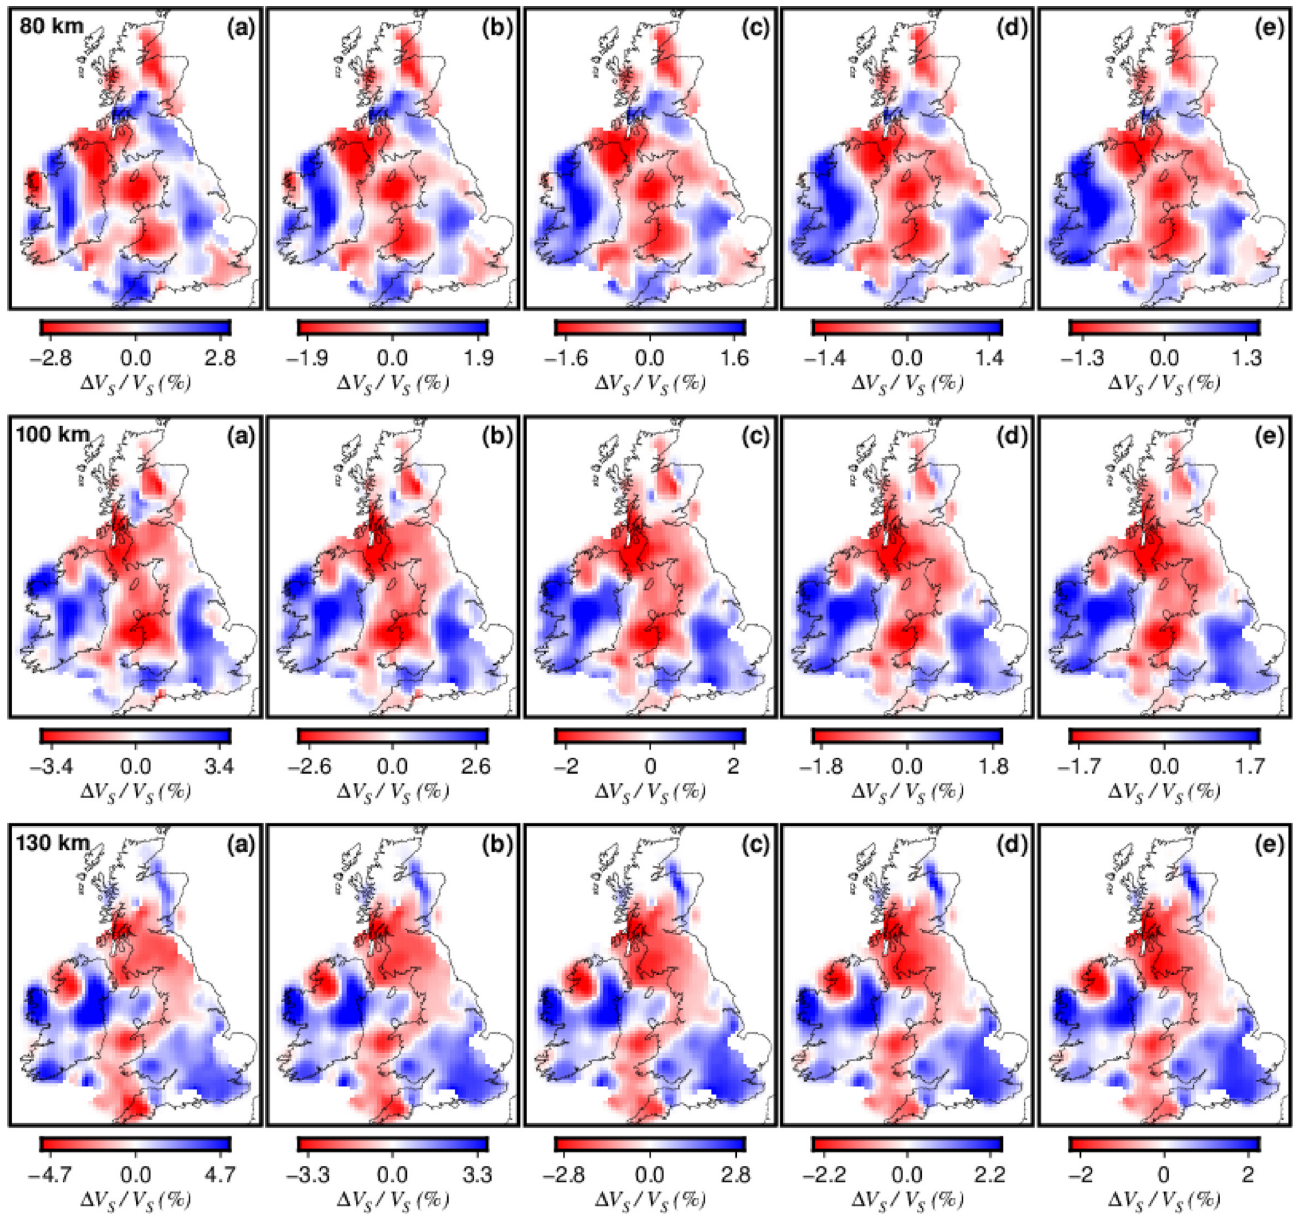 80 km (a) (b) (c) (d) (e)
−2.8 0.0 2.8 −1.9 0.0 1.9 −1.6 0.0 1.6 −1.4 0.0 1.4 −1.3 0.0 1.3
ΔV_S / V_S (%) ΔV_S / V_S (%) ΔV_S / V_S (%) ΔV_S / V_S (%) ΔV_S / V_S (%)
100 km (a) (b) (c) (d) (e)
−3.4 0.0 3.4 −2.6 0.0 2.6 −2 0 2 −1.8 0.0 1.8 −1.7 0.0 1.7
ΔV_S / V_S (%) ΔV_S / V_S (%) ΔV_S / V_S (%) ΔV_S / V_S (%) ΔV_S / V_S (%)
130 km (a) (b) (c) (d) (e)
−4.7 0.0 4.7 −3.3 0.0 3.3 −2.8 0.0 2.8 −2.2 0.0 2.2 −2 0 2
ΔV_S / V_S (%) ΔV_S / V_S (%) ΔV_S / V_S (%) ΔV_S / V_S (%) ΔV_S / V_S (%)